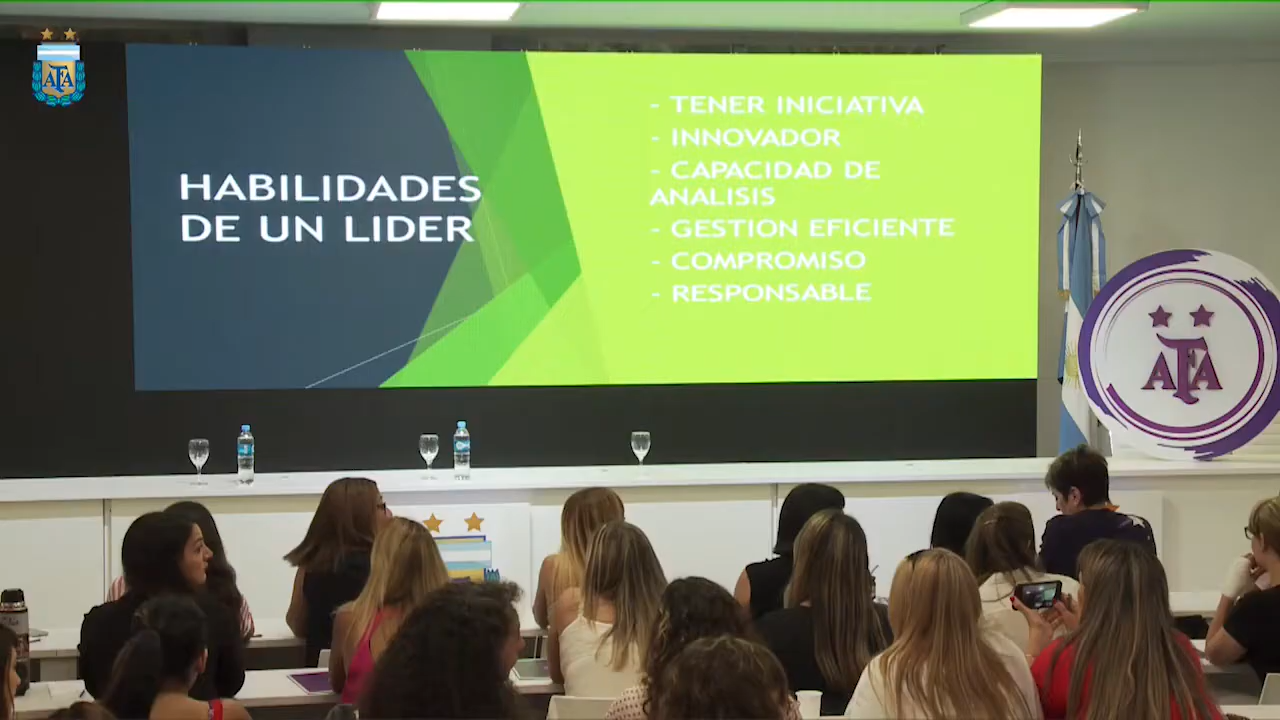 AFA
HABILIDADES
DE UN LIDER
- TENER INICIATIVA
- INNOVADOR
- CAPACIDAD DE
ANALISIS
- GESTION EFICIENTE
- COMPROMISO
- RESPONSABLE
AFA